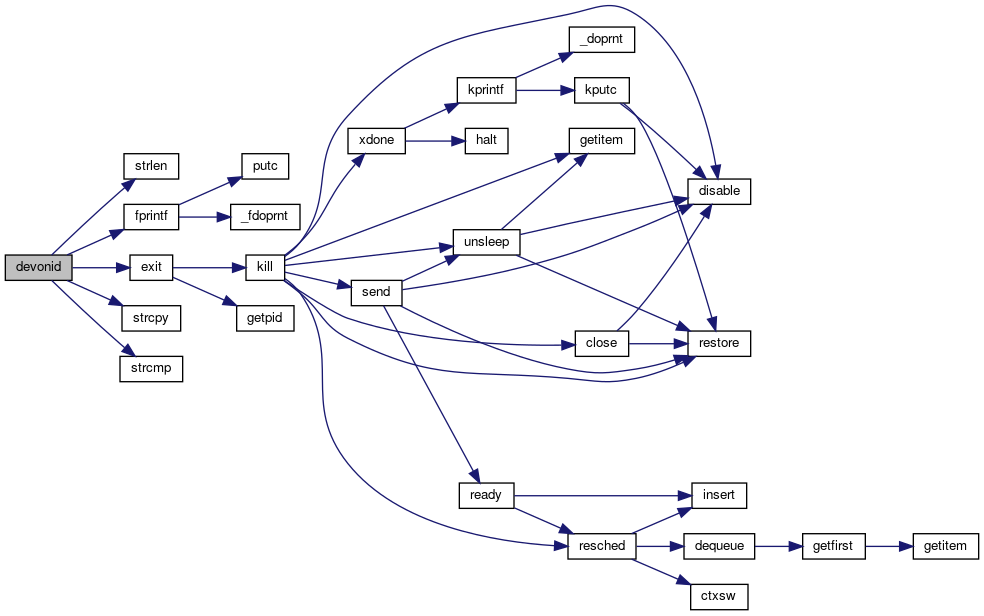 _doprnt
kprintf
kputc
xdone
halt
getitem
strlen
putc
disable
fprintf
_fdoprnt
unsleep
devonid
exit
kill
send
strcpy
getpid
close
restore
strcmp
ready
insert
resched
dequeue
getfirst
getitem
ctxsw